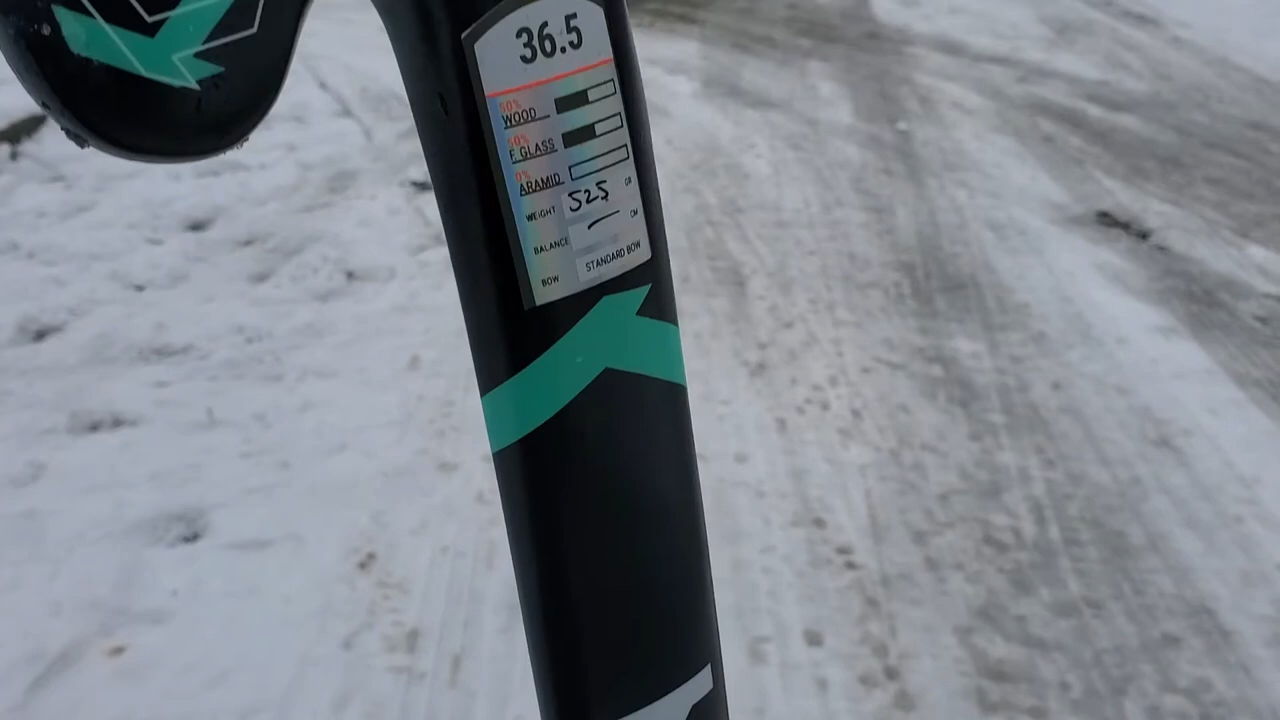 36.5
50%
WOOD
50%
F. GLASS
0%
ARAMID
WEIGHT 525 GR
BALANCE — CM
BOW STANDARD BOW